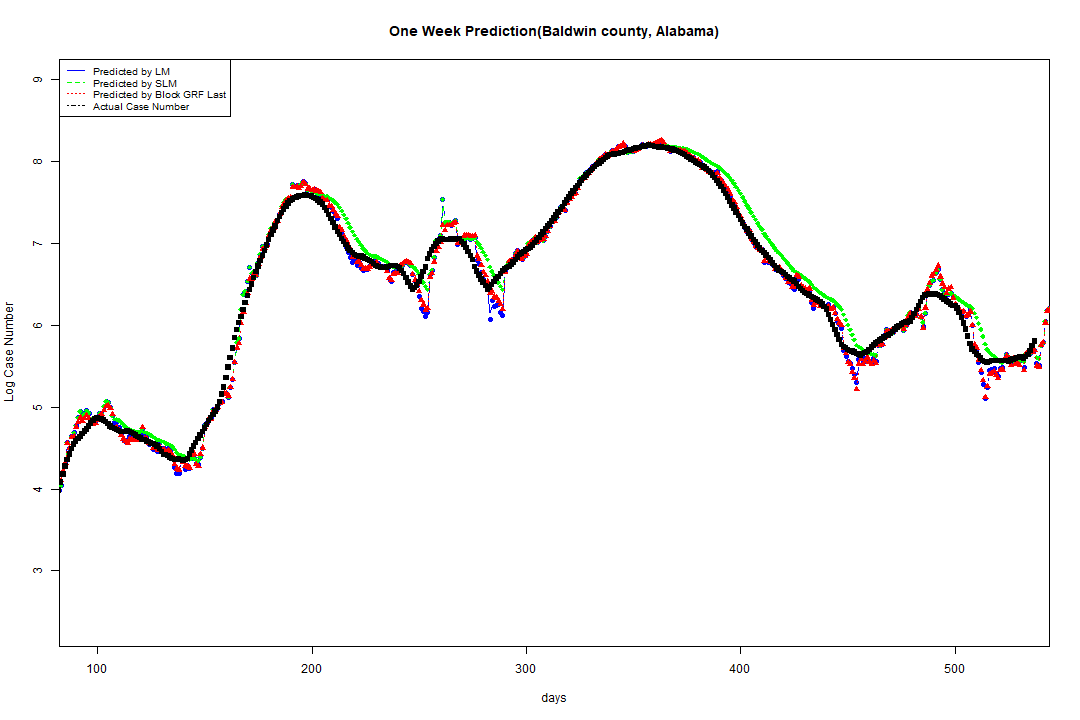 One Week Prediction(Baldwin county, Alabama)
Predicted by LM
Predicted by SLM
Predicted by Block GRF Last
Actual Case Number
9
8
7
6
5
4
3
Log Case Number
100 200 300 400 500
days